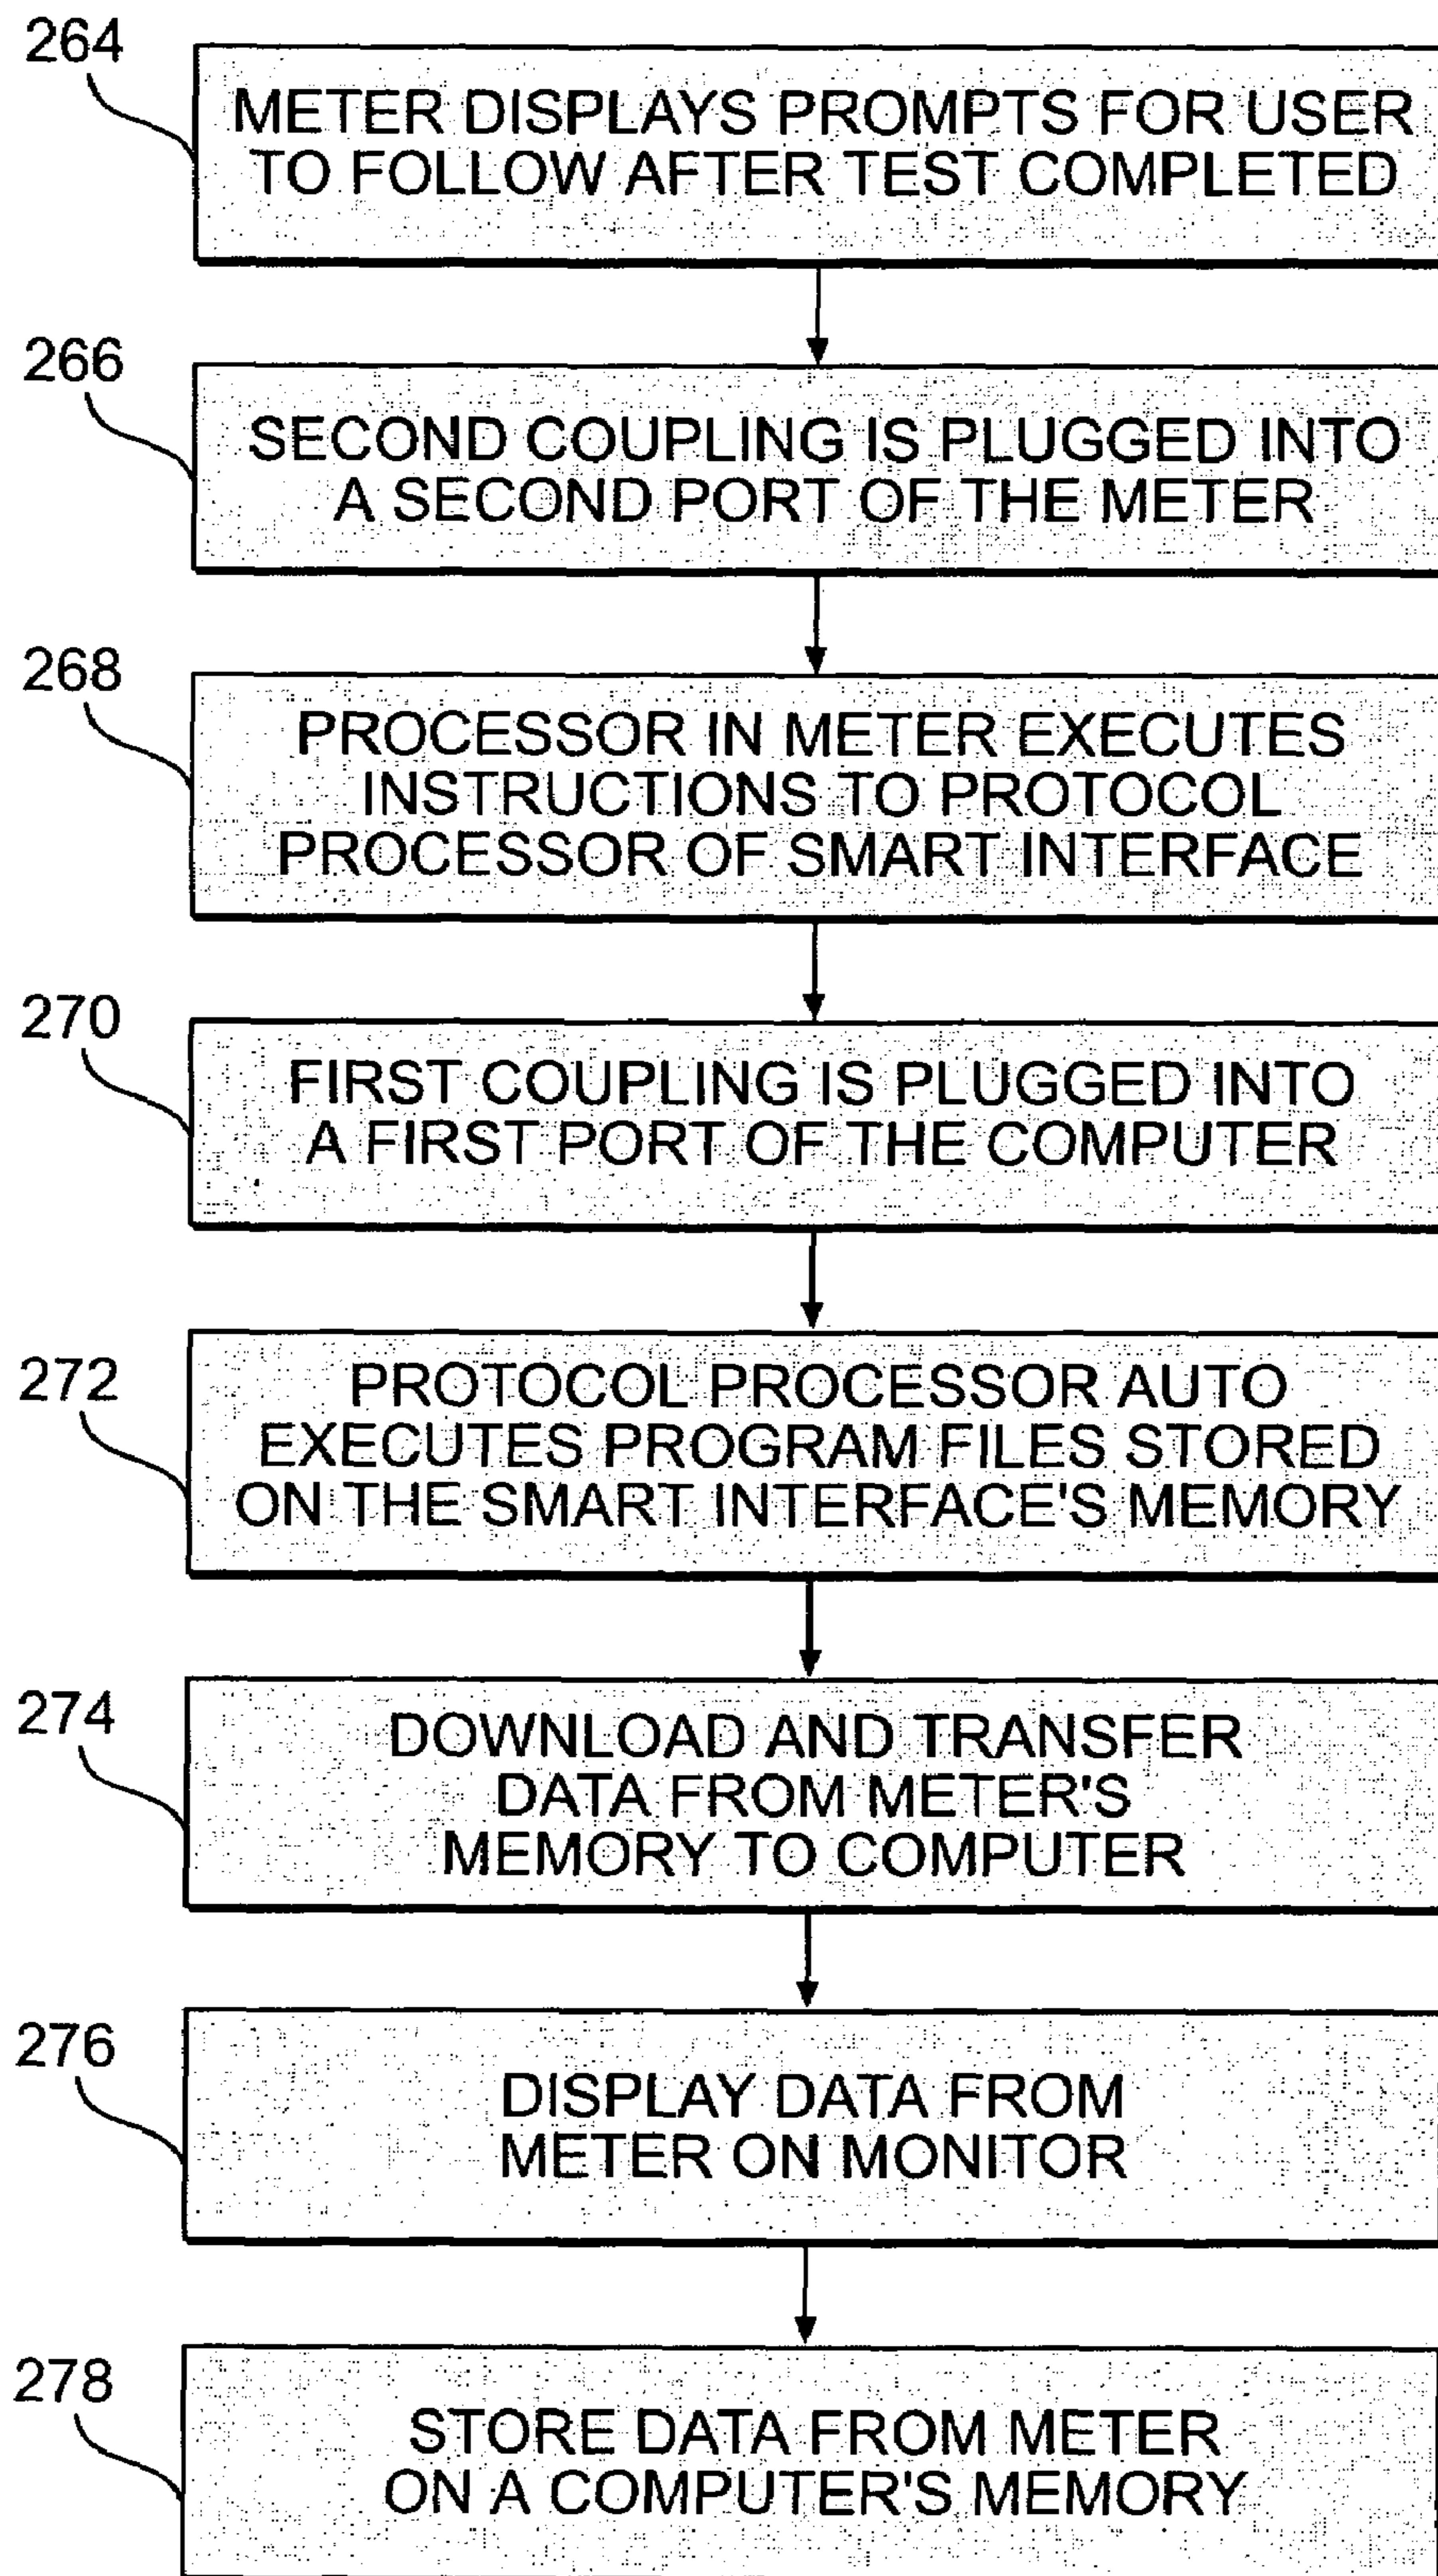 264
METER DISPLAYS PROMPTS FOR USER
TO FOLLOW AFTER TEST COMPLETED
266
SECOND COUPLING IS PLUGGED INTO
A SECOND PORT OF THE METER
268
PROCESSOR IN METER EXECUTES
INSTRUCTIONS TO PROTOCOL
PROCESSOR OF SMART INTERFACE
270
FIRST COUPLING IS PLUGGED INTO
A FIRST PORT OF THE COMPUTER
272
PROTOCOL PROCESSOR AUTO
EXECUTES PROGRAM FILES STORED
ON THE SMART INTERFACE'S MEMORY
274
DOWNLOAD AND TRANSFER
DATA FROM METER'S
MEMORY TO COMPUTER
276
DISPLAY DATA FROM
METER ON MONITOR
278
STORE DATA FROM METER
ON A COMPUTER'S MEMORY